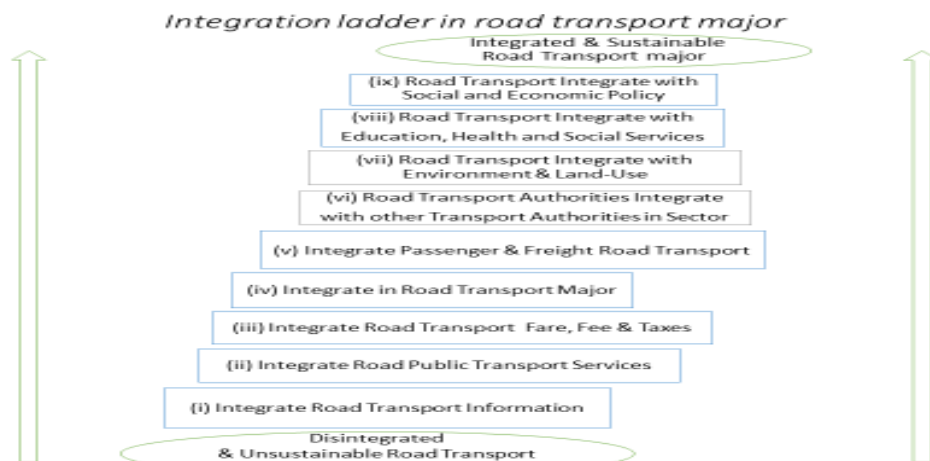 Integration ladder in road transport major
Integrated & Sustainable
Road Transport major
(ix) Road Transport Integrate with
Social and Economic Policy
(viii) Road Transport Integrate with
Education, Health and Social Services
(vii) Road Transport Integrate with
Environment & Land-Use
(vi) Road Transport Authorities Integrate
with other Transport Authorities in Sector
(v) Integrate Passenger & Freight Road Transport
(iv) Integrate in Road Transport Major
(iii) Integrate Road Transport Fare, Fee & Taxes
(ii) Integrate Road Public Transport Services
(i) Integrate Road Transport Information
Disintegrated
& Unsustainable Road Transport